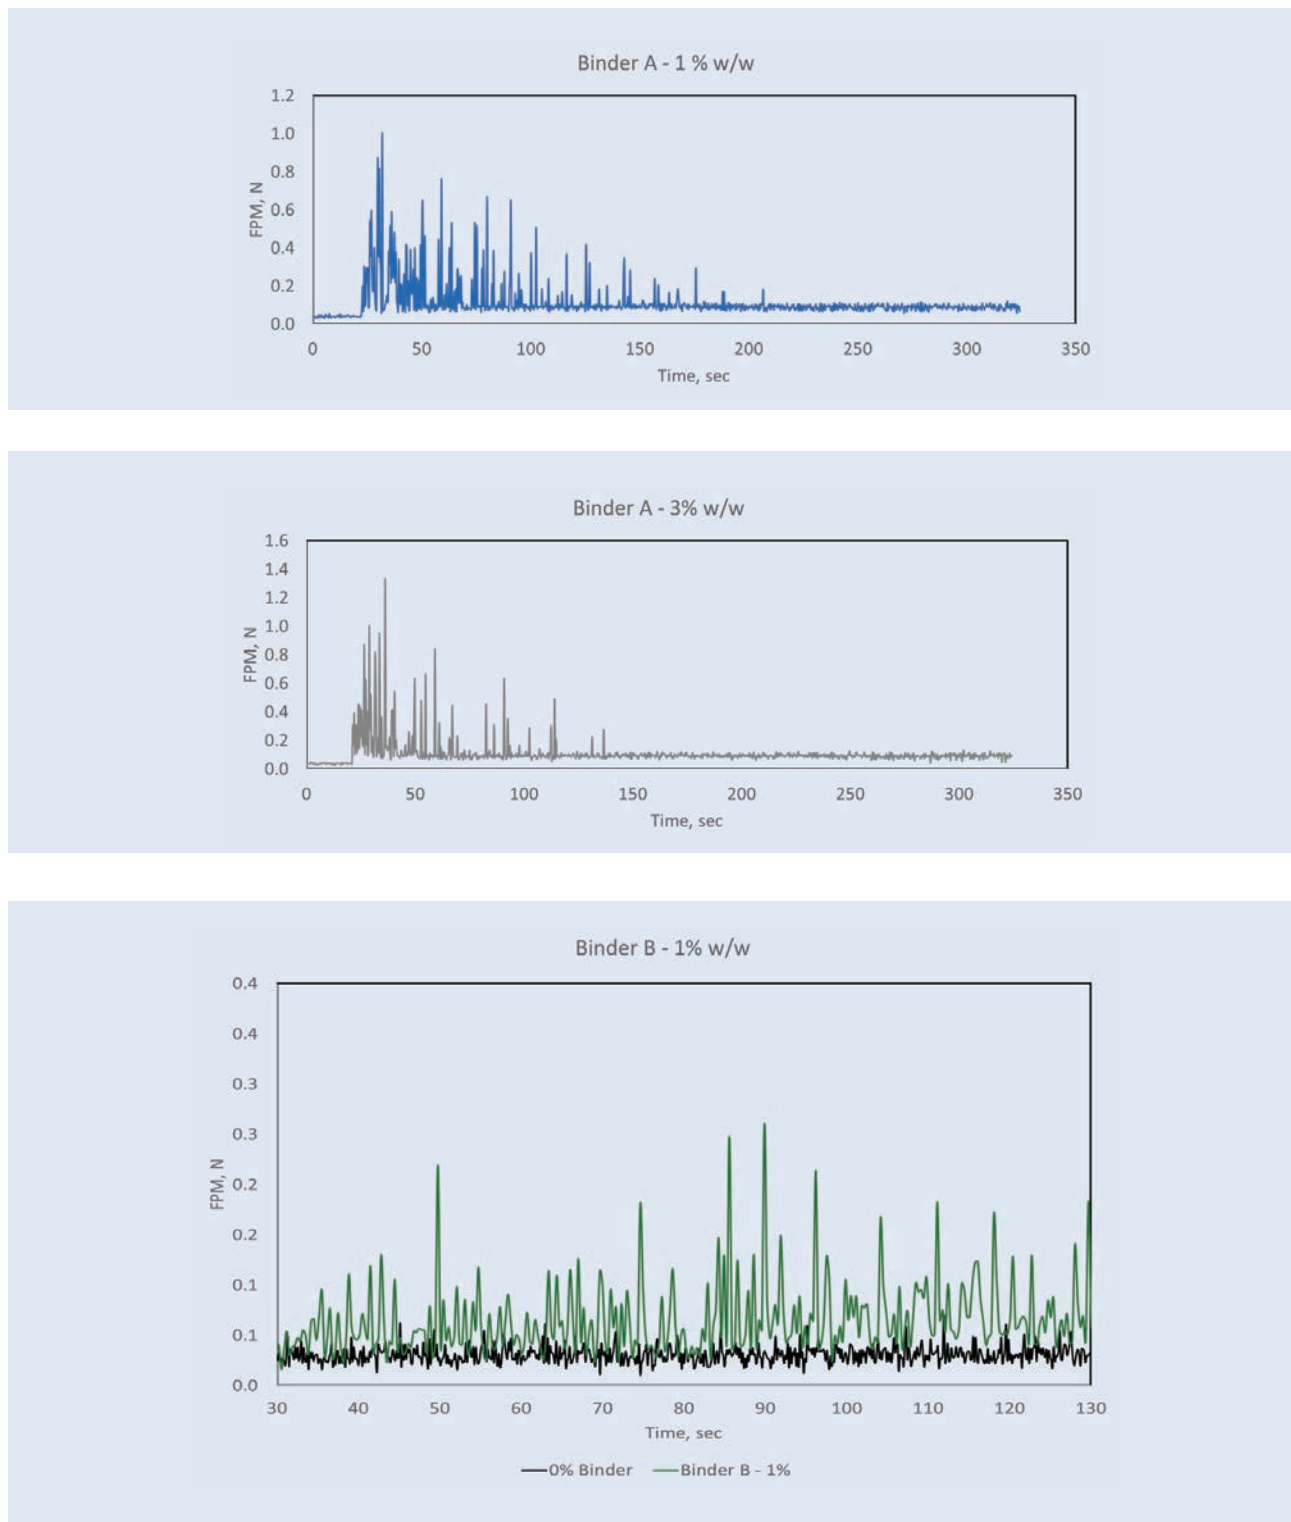 Binder A - 1 % w/w
1.2
1.0
0.8
0.6
0.4
0.2
0.0
FPM, N
0 50 100 150 200 250 300 350
Time, sec
Binder A - 3% w/w
1.6
1.4
1.2
1.0
0.8
0.6
0.4
0.2
0.0
FPM, N
0 50 100 150 200 250 300 350
Time, sec
Binder B - 1% w/w
0.4
0.4
0.3
0.3
0.2
0.2
0.1
0.1
0.0
FPM, N
30 40 50 60 70 80 90 100 110 120 130
Time, sec
0% Binder Binder B - 1%